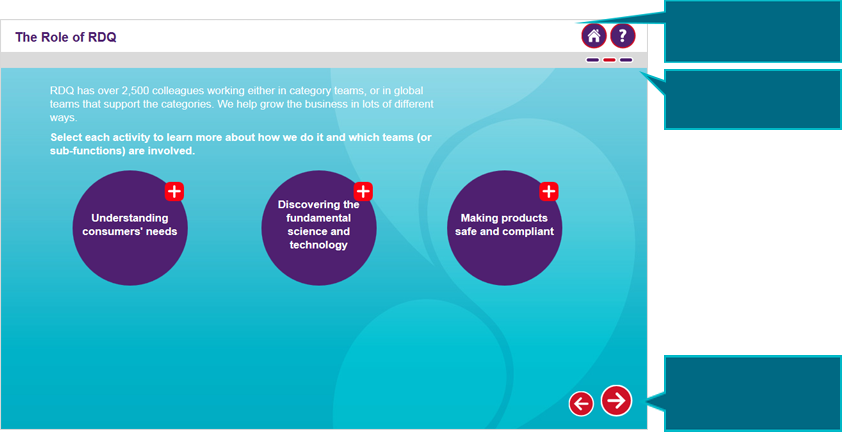 The Role of RDQ
?
RDQ has over 2,500 colleagues working either in category teams, or in global
teams that support the categories. We help grow the business in lots of different
ways.
Select each activity to learn more about how we do it and which teams (or
sub-functions) are involved.
Understanding
consumers' needs
Discovering the
fundamental
science and
technology
Making products
safe and compliant